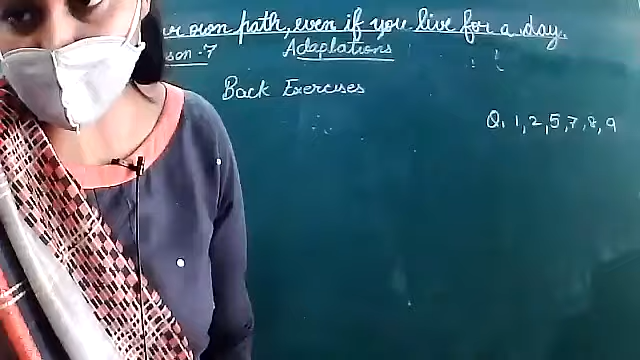 own path, even if you live for a day.
son-7 Adaptations
Back Exercises
Q. 1, 2, 5, 7, 8, 9